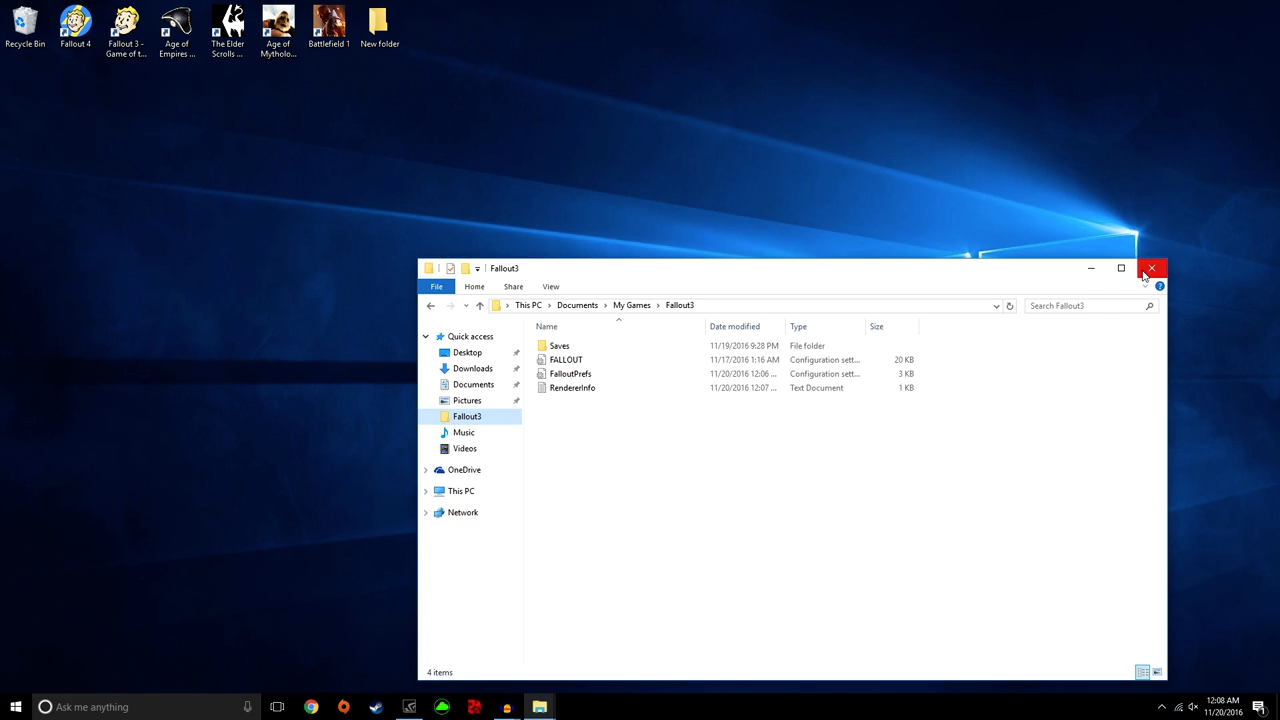 Recycle Bin
Fallout 4
Fallout 3 -
Game of t...
Age of
Empires ...
The Elder
Scrolls ...
Age of
Mytholo...
Battlefield 1
New folder
Fallout3
File Home Share View
This PC Documents My Games Fallout3
Search Fallout3
Name Date modified Type Size
Quick access
Desktop
Downloads
Documents
Pictures
Fallout3
Music
Videos
OneDrive
This PC
Network
Saves 11/19/2016 9:28 PM File folder
FALLOUT 11/17/2016 1:16 AM Configuration sett... 20 KB
FalloutPrefs 11/20/2016 12:06 ... Configuration sett... 3 KB
RendererInfo 11/20/2016 12:07 ... Text Document 1 KB
4 items
Ask me anything
12:08 AM
11/20/2016